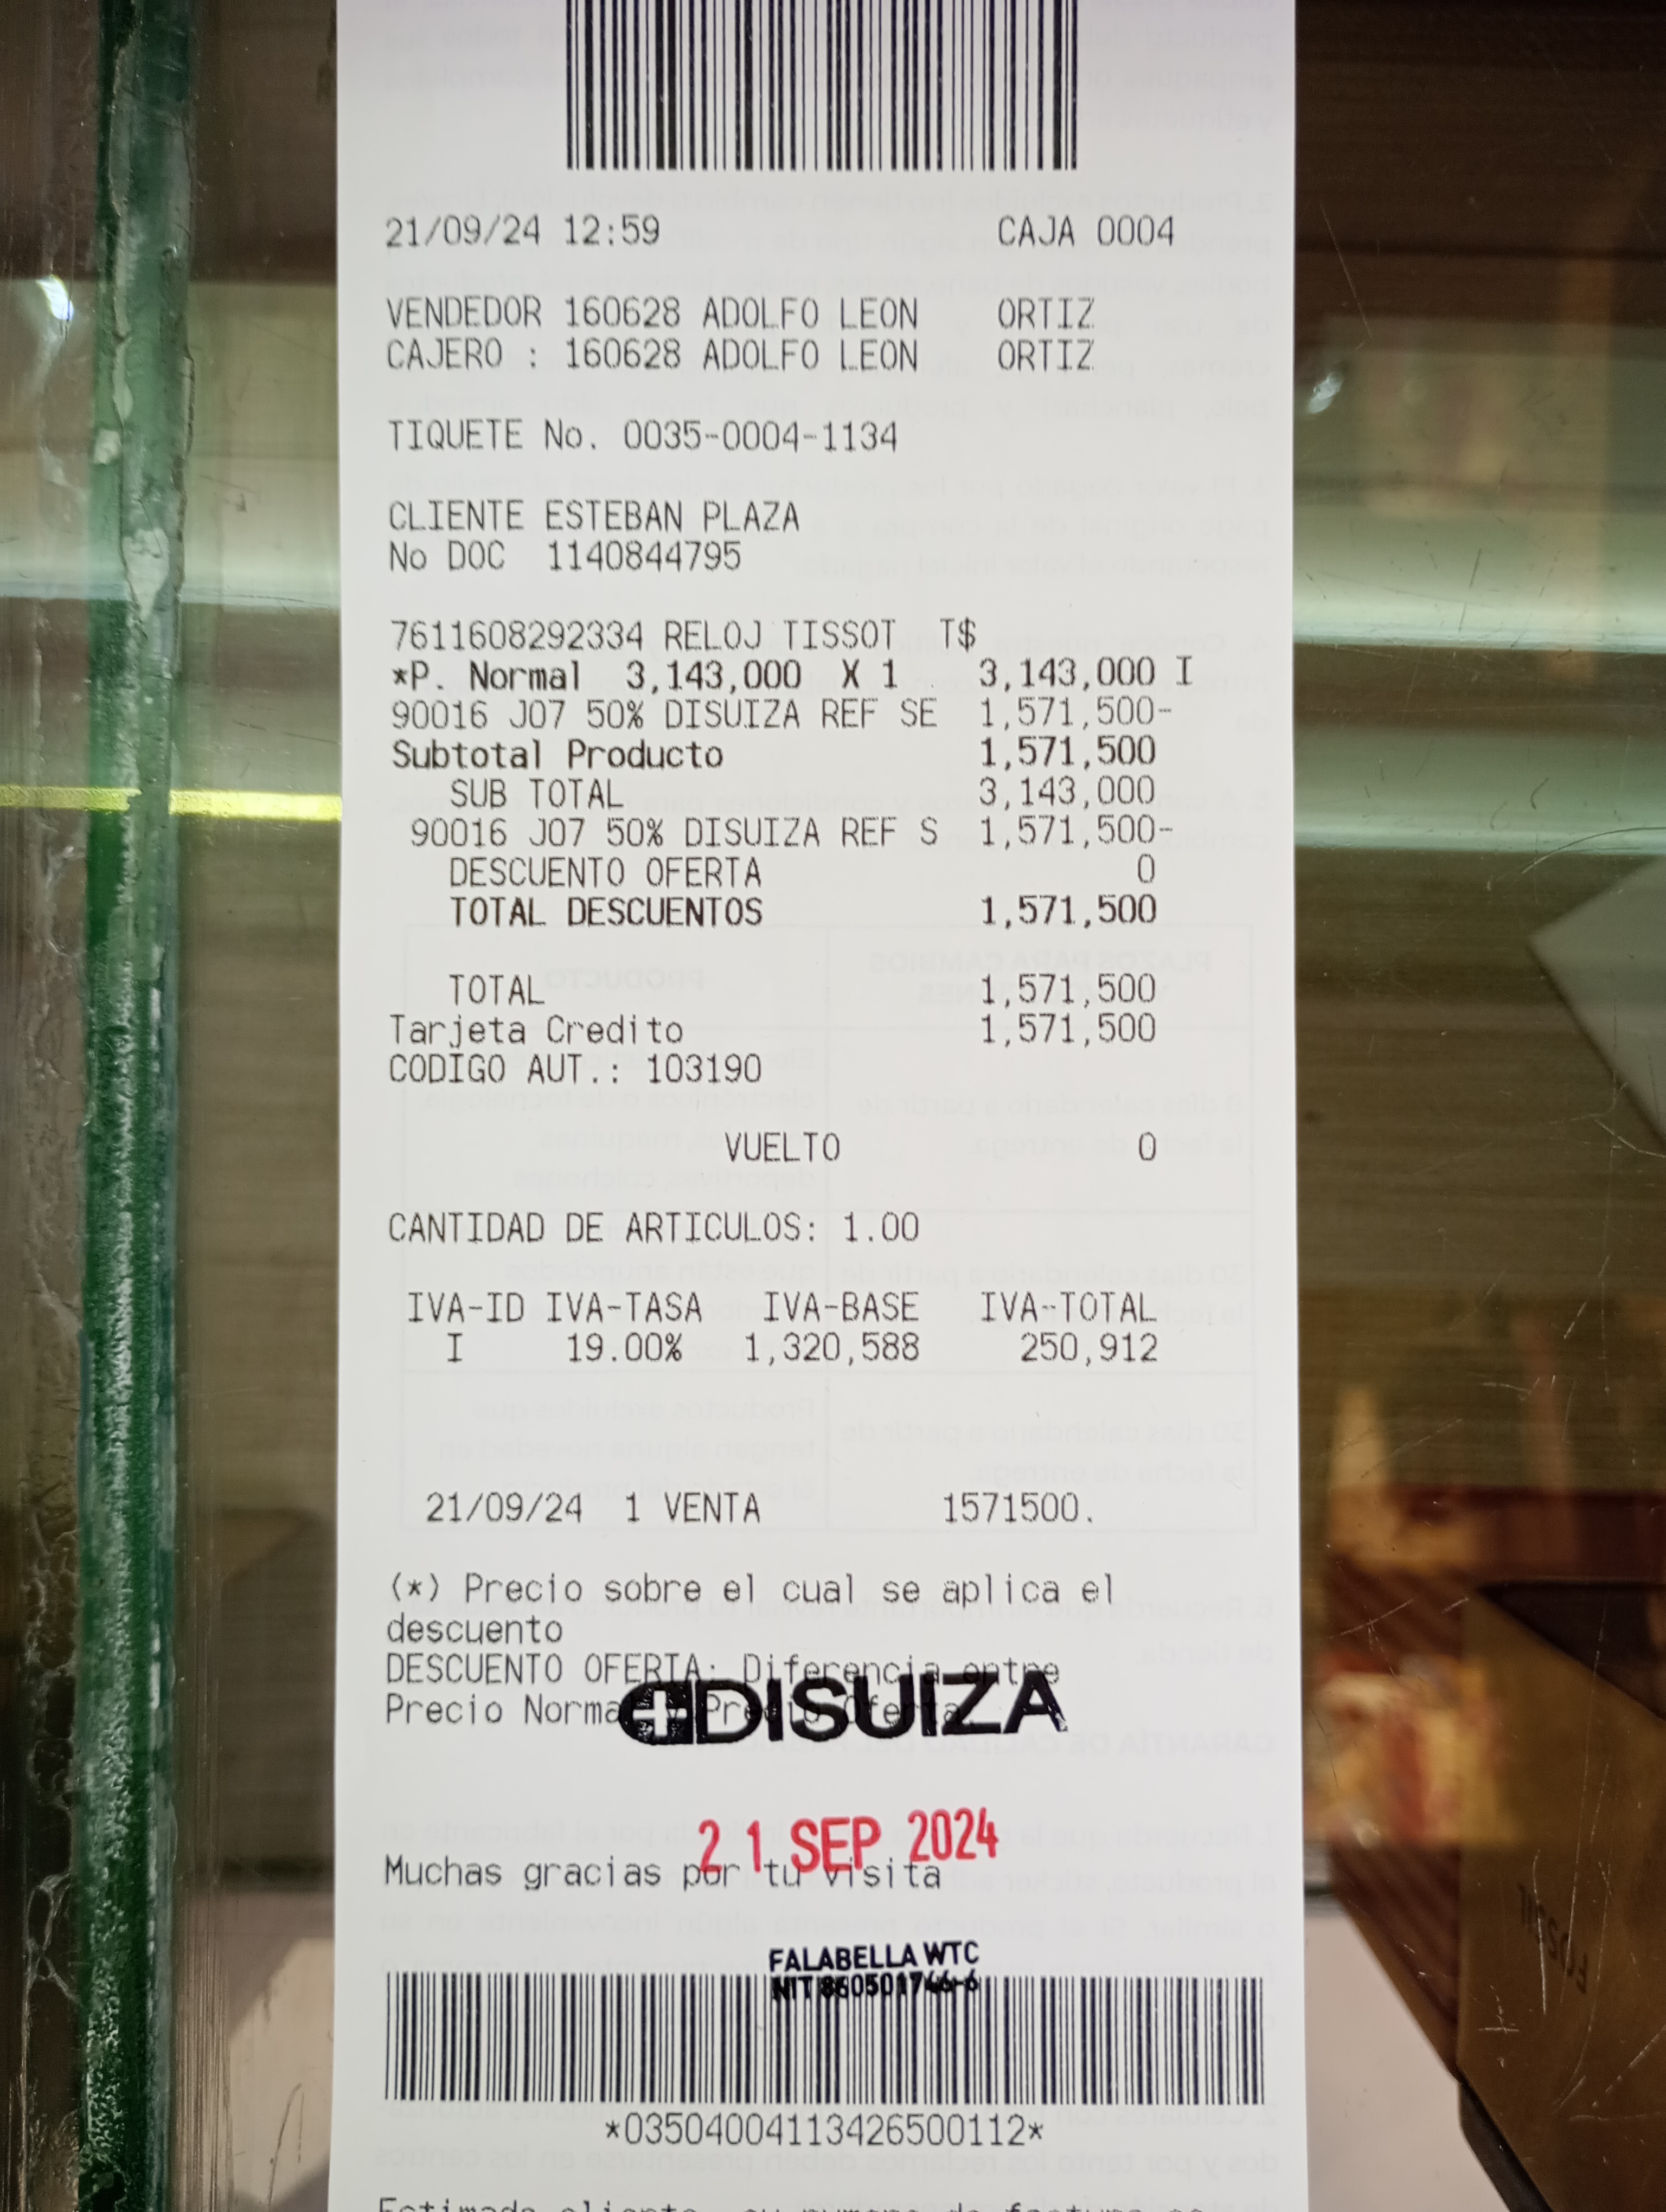 21/09/24 12:59 CAJA 0004
VENDEDOR 160628 ADOLFO LEON ORTIZ
CAJERO : 160628 ADOLFO LEON ORTIZ
TIQUETE No. 0035-0004-1134
CLIENTE ESTEBAN PLAZA
No DOC 1140844795
7611608292334 RELOJ TISSOT T$
*P. Normal 3,143,000 X 1 3,143,000 I
90016 J07 50% DISUIZA REF SE 1,571,500-
Subtotal Producto 1,571,500
SUB TOTAL 3,143,000
90016 J07 50% DISUIZA REF S 1,571,500-
DESCUENTO OFERTA 0
TOTAL DESCUENTOS 1,571,500
TOTAL 1,571,500
Tarjeta Credito 1,571,500
CODIGO AUT.: 103190
VUELTO 0
CANTIDAD DE ARTICULOS: 1.00
IVA-ID IVA-TASA IVA-BASE IVA-TOTAL
I 19.00% 1,320,588 250,912
21/09/24 1 VENTA 1571500.
(*) Precio sobre el cual se aplica el
descuento
DESCUENTO OFERTA: Diferencia entre
Precio Normal y Precio Oferta.
DISUIZA
21 SEP 2024
Muchas gracias por tu visita
FALABELLA WTC
NIT 860501746-6
*03504004113426500112*